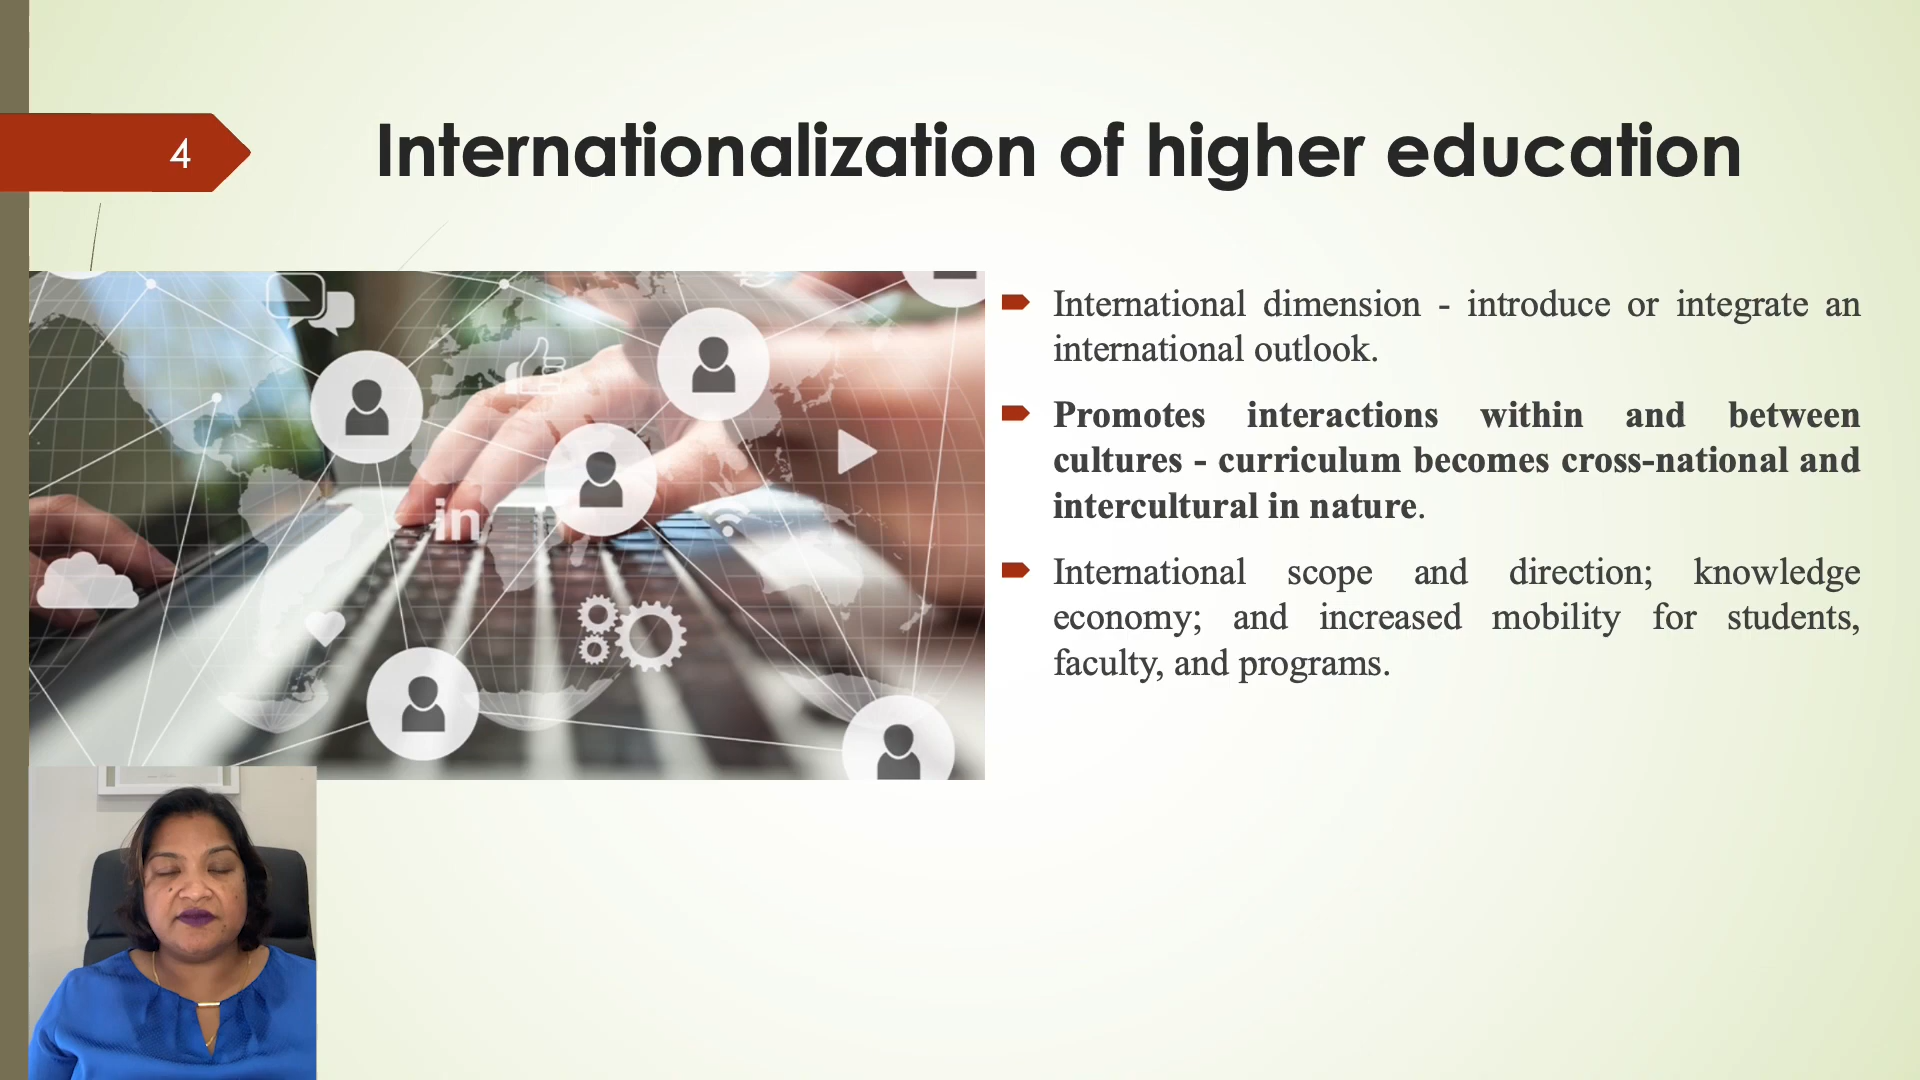 4
Internationalization of higher education
International dimension - introduce or integrate an
international outlook.
Promotes interactions within and between
cultures - curriculum becomes cross-national and
intercultural in nature.
International scope and direction; knowledge
economy; and increased mobility for students,
faculty, and programs.
in